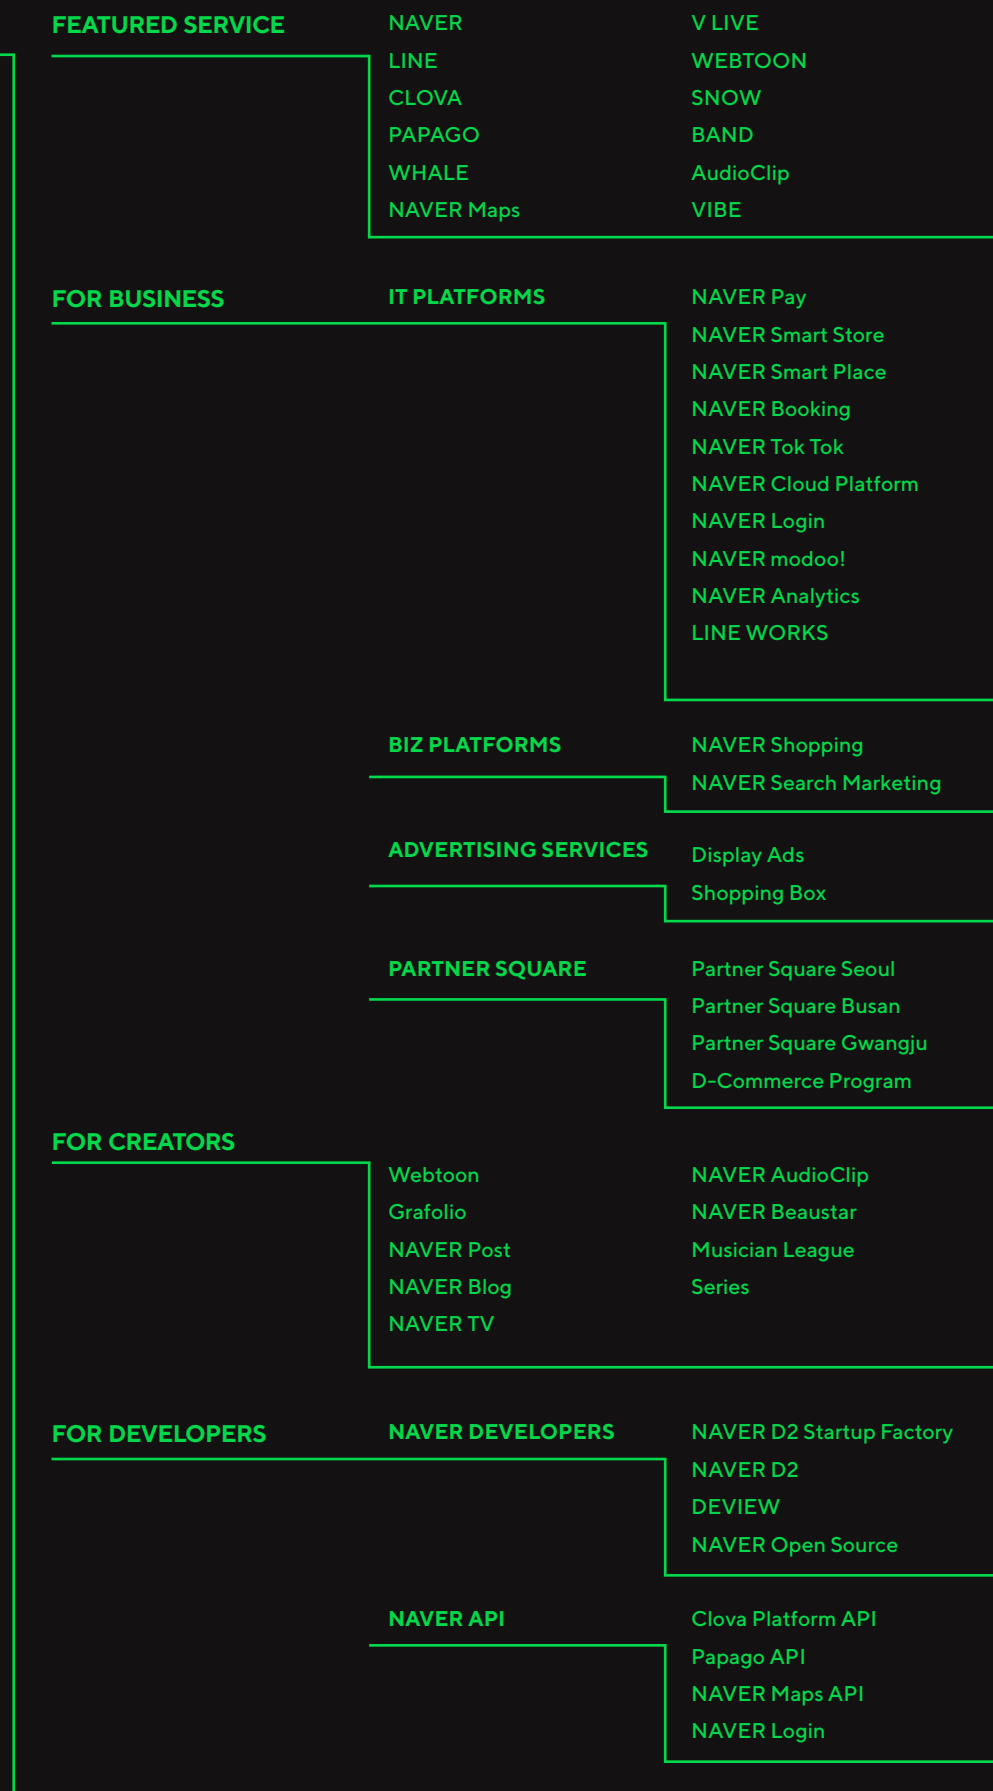 FEATURED SERVICE
NAVER
LINE
CLOVA
PAPAGO
WHALE
NAVER Maps
V LIVE
WEBTOON
SNOW
BAND
AudioClip
VIBE
FOR BUSINESS
IT PLATFORMS
NAVER Pay
NAVER Smart Store
NAVER Smart Place
NAVER Booking
NAVER Tok Tok
NAVER Cloud Platform
NAVER Login
NAVER modoo!
NAVER Analytics
LINE WORKS
BIZ PLATFORMS
NAVER Shopping
NAVER Search Marketing
ADVERTISING SERVICES
Display Ads
Shopping Box
PARTNER SQUARE
Partner Square Seoul
Partner Square Busan
Partner Square Gwangju
D-Commerce Program
FOR CREATORS
Webtoon
Grafolio
NAVER Post
NAVER Blog
NAVER TV
NAVER AudioClip
NAVER Beaustar
Musician League
Series
FOR DEVELOPERS
NAVER DEVELOPERS
NAVER D2 Startup Factory
NAVER D2
DEVIEW
NAVER Open Source
NAVER API
Clova Platform API
Papago API
NAVER Maps API
NAVER Login